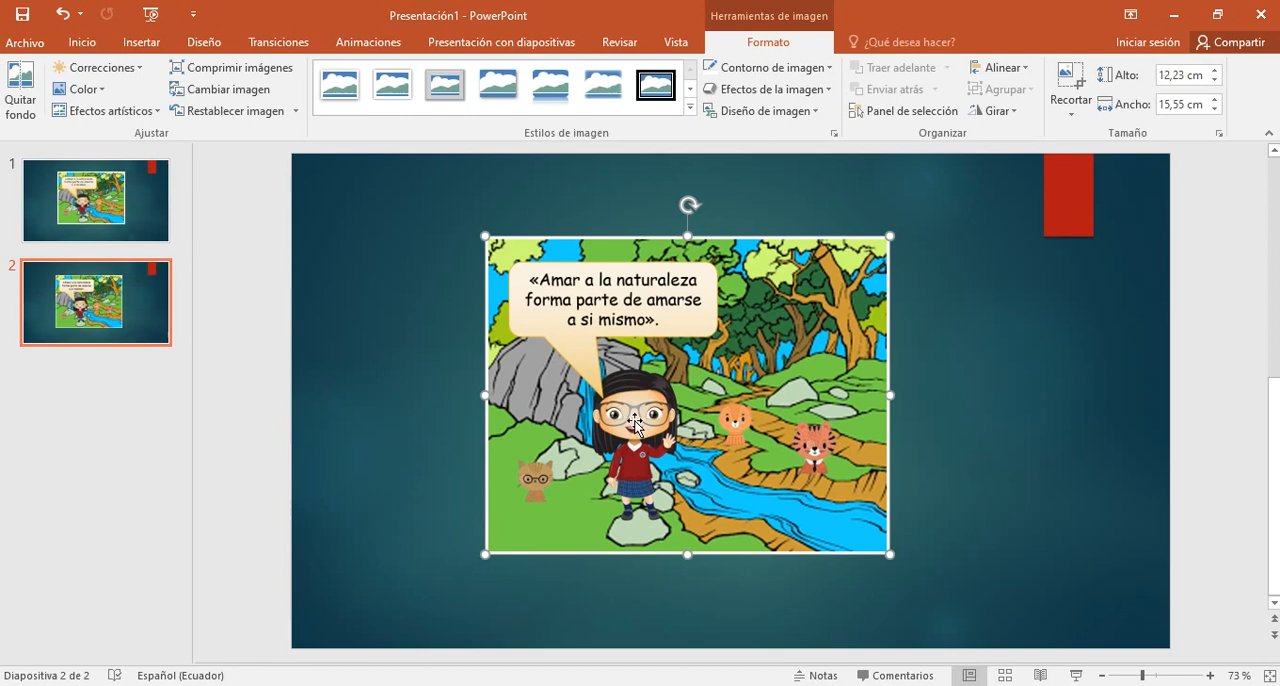 Presentación1 - PowerPoint
Herramientas de imagen
Archivo
Inicio
Insertar
Diseño
Transiciones
Animaciones
Presentación con diapositivas
Revisar
Vista
Formato
¿Qué desea hacer?
Iniciar sesión
Compartir
Quitar
fondo
Correcciones
Color
Efectos artísticos
Comprimir imágenes
Cambiar imagen
Restablecer imagen
Ajustar
Estilos de imagen
Contorno de imagen
Efectos de la imagen
Diseño de imagen
Traer adelante
Enviar atrás
Panel de selección
Alinear
Agrupar
Girar
Organizar
Recortar
Alto: 12,23 cm
Ancho: 15,55 cm
Tamaño
1
2
«Amar a la naturaleza
forma parte de amarse
a si mismo».
Diapositiva 2 de 2
Español (Ecuador)
Notas
Comentarios
73 %